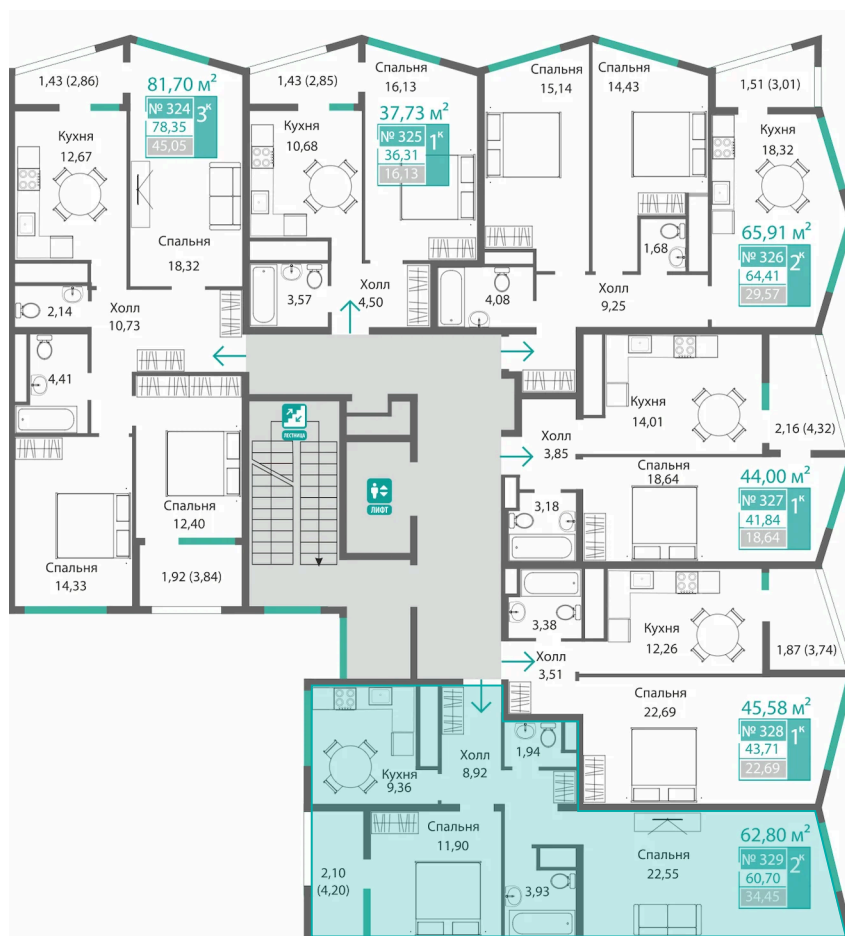 1,43 (2,86)
81,70 м²
№ 324
3к
78,35
45,05
Кухня
12,67
Спальня
18,32
2,14
Холл
10,73
4,41
Спальня
14,33
Спальня
12,40
1,92 (3,84)
1,43 (2,85)
Спальня
16,13
37,73 м²
№ 325
1к
36,31
16,13
Кухня
10,68
3,57
Холл
4,50
Спальня
15,14
Спальня
14,43
1,51 (3,01)
Кухня
18,32
65,91 м²
№ 326
2к
64,41
29,57
1,68
4,08
Холл
9,25
ЛЕСТНИЦА
ЛИФТ
Кухня
14,01
2,16 (4,32)
Холл
3,85
Спальня
18,64
44,00 м²
№ 327
1к
41,84
18,64
3,18
3,38
Кухня
12,26
1,87 (3,74)
Холл
3,51
Спальня
22,69
45,58 м²
№ 328
1к
43,71
22,69
Кухня
9,36
Холл
8,92
1,94
Спальня
11,90
2,10
(4,20)
3,93
Спальня
22,55
62,80 м²
№ 329
2к
60,70
34,45